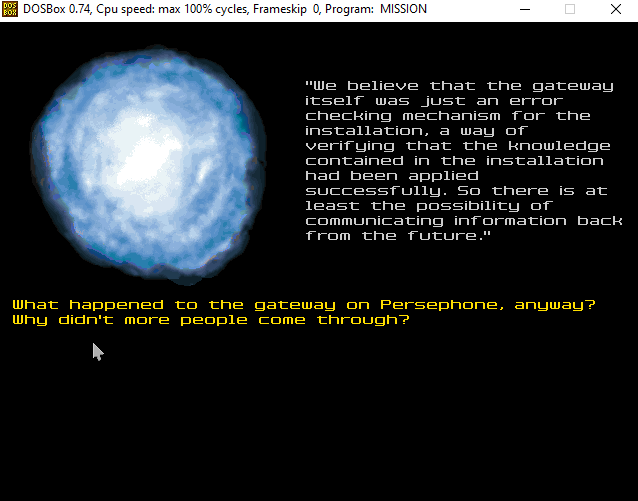 DOS
BOX
DOSBox 0.74, Cpu speed: max 100% cycles, Frameskip 0, Program: MISSION
"We believe that the gateway
itself was just an error
checking mechanism for the
installation, a way of
verifying that the knowledge
contained in the installation
had been applied
successfully. So there is at
least the possibility of
communicating information back
from the future."
What happened to the gateway on Persephone, anyway?
Why didn't more people come through?